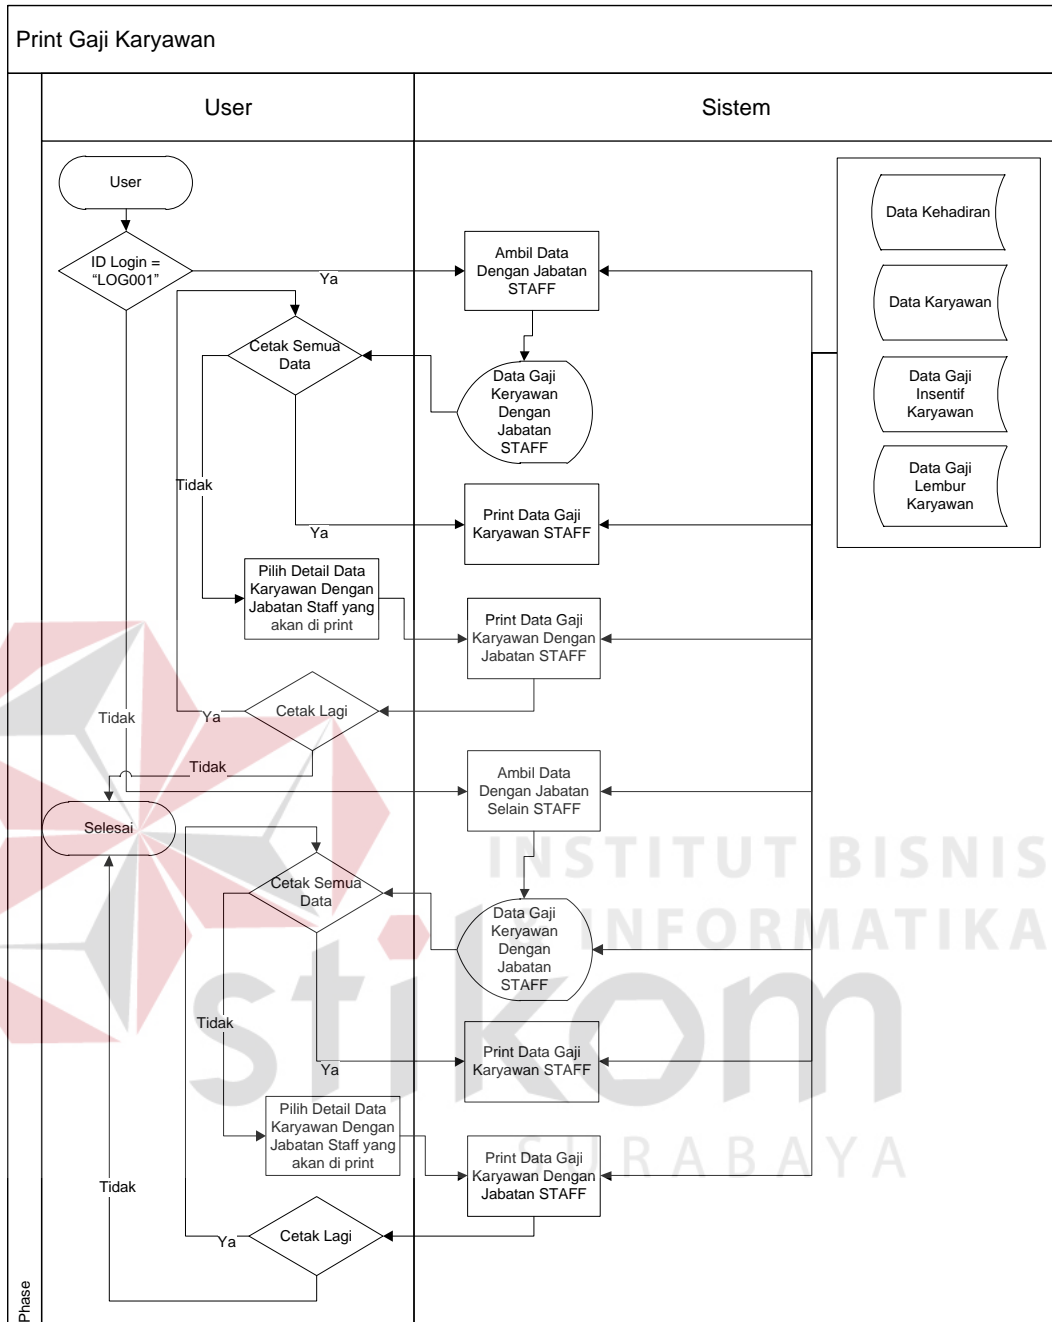 Print Gaji Karyawan
User
Sistem
User
ID Login =
“LOG001”
Ya
Ambil Data
Dengan Jabatan
STAFF
Data Kehadiran
Data Karyawan
Data Gaji
Insentif
Karyawan
Data Gaji
Lembur
Karyawan
Cetak Semua
Data
Data Gaji
Keryawan
Dengan
Jabatan
STAFF
Tidak
Ya
Print Data Gaji
Karyawan STAFF
Pilih Detail Data
Karyawan Dengan
Jabatan Staff yang
akan di print
Print Data Gaji
Karyawan Dengan
Jabatan STAFF
Cetak Lagi
Ya
Tidak
Tidak
Ambil Data
Dengan Jabatan
Selain STAFF
Selesai
Cetak Semua
Data
Data Gaji
Keryawan
Dengan
Jabatan
STAFF
Tidak
Ya
Print Data Gaji
Karyawan STAFF
Pilih Detail Data
Karyawan Dengan
Jabatan Staff yang
akan di print
Print Data Gaji
Karyawan Dengan
Jabatan STAFF
Tidak
Cetak Lagi
Ya
Phase
INSTITUT BISNIS
& INFORMATIKA
stikom
SURABAYA